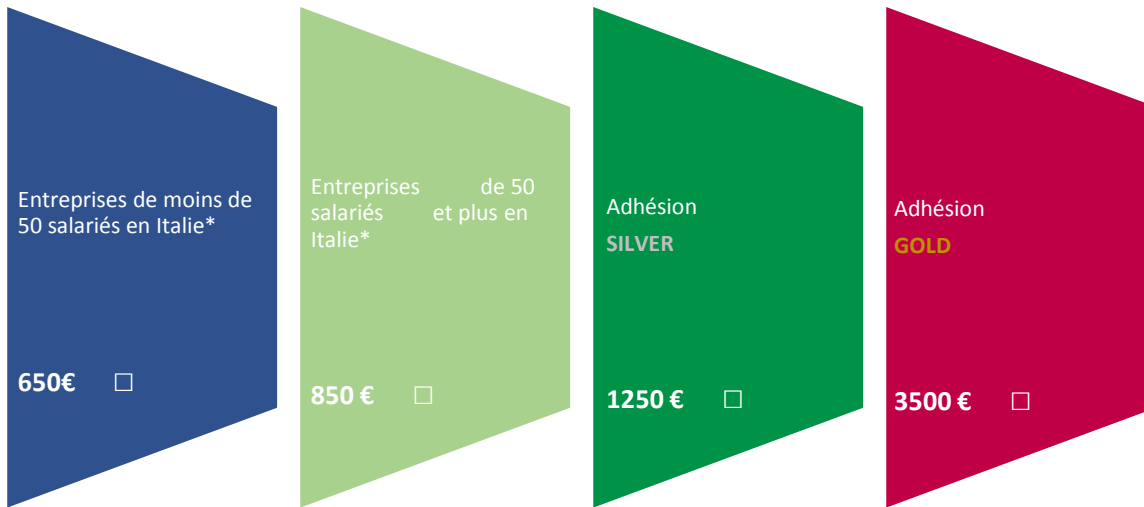 Entreprises de moins de
50 salariés en Italie*
650€ ☐
Entreprises de 50
salariés et plus en
Italie*
850 € ☐
Adhésion
SILVER
1250 € ☐
Adhésion
GOLD
3500 € ☐